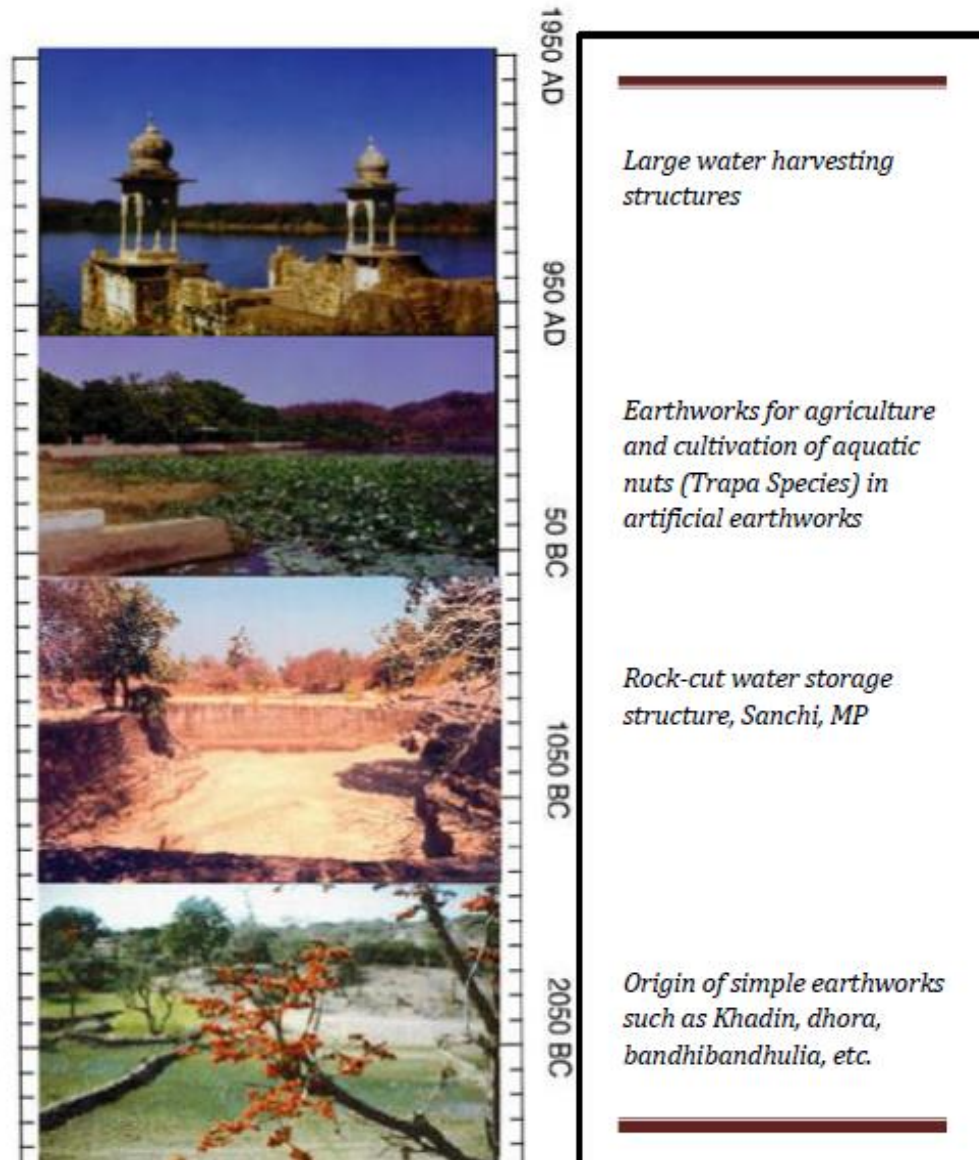 1950 AD
Large water harvesting
structures
950 AD
Earthworks for agriculture
and cultivation of aquatic
nuts (Trapa Species) in
artificial earthworks
50 BC
Rock-cut water storage
structure, Sanchi, MP
1050 BC
Origin of simple earthworks
such as Khadin, dhora,
bandhibandhulia, etc.
2050 BC